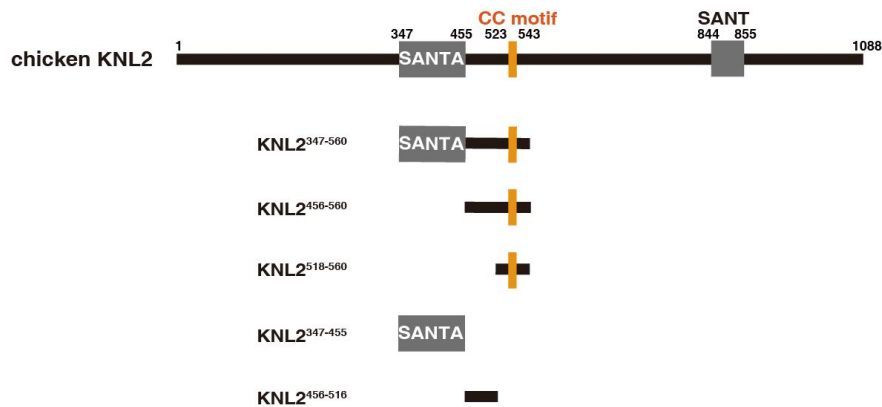 CC motif SANT
1 347 455 523 543 844 855 1088
chicken KNL2 SANTA
KNL2347-560 SANTA
KNL2456-560
KNL2518-560
KNL2347-455 SANTA
KNL2456-516